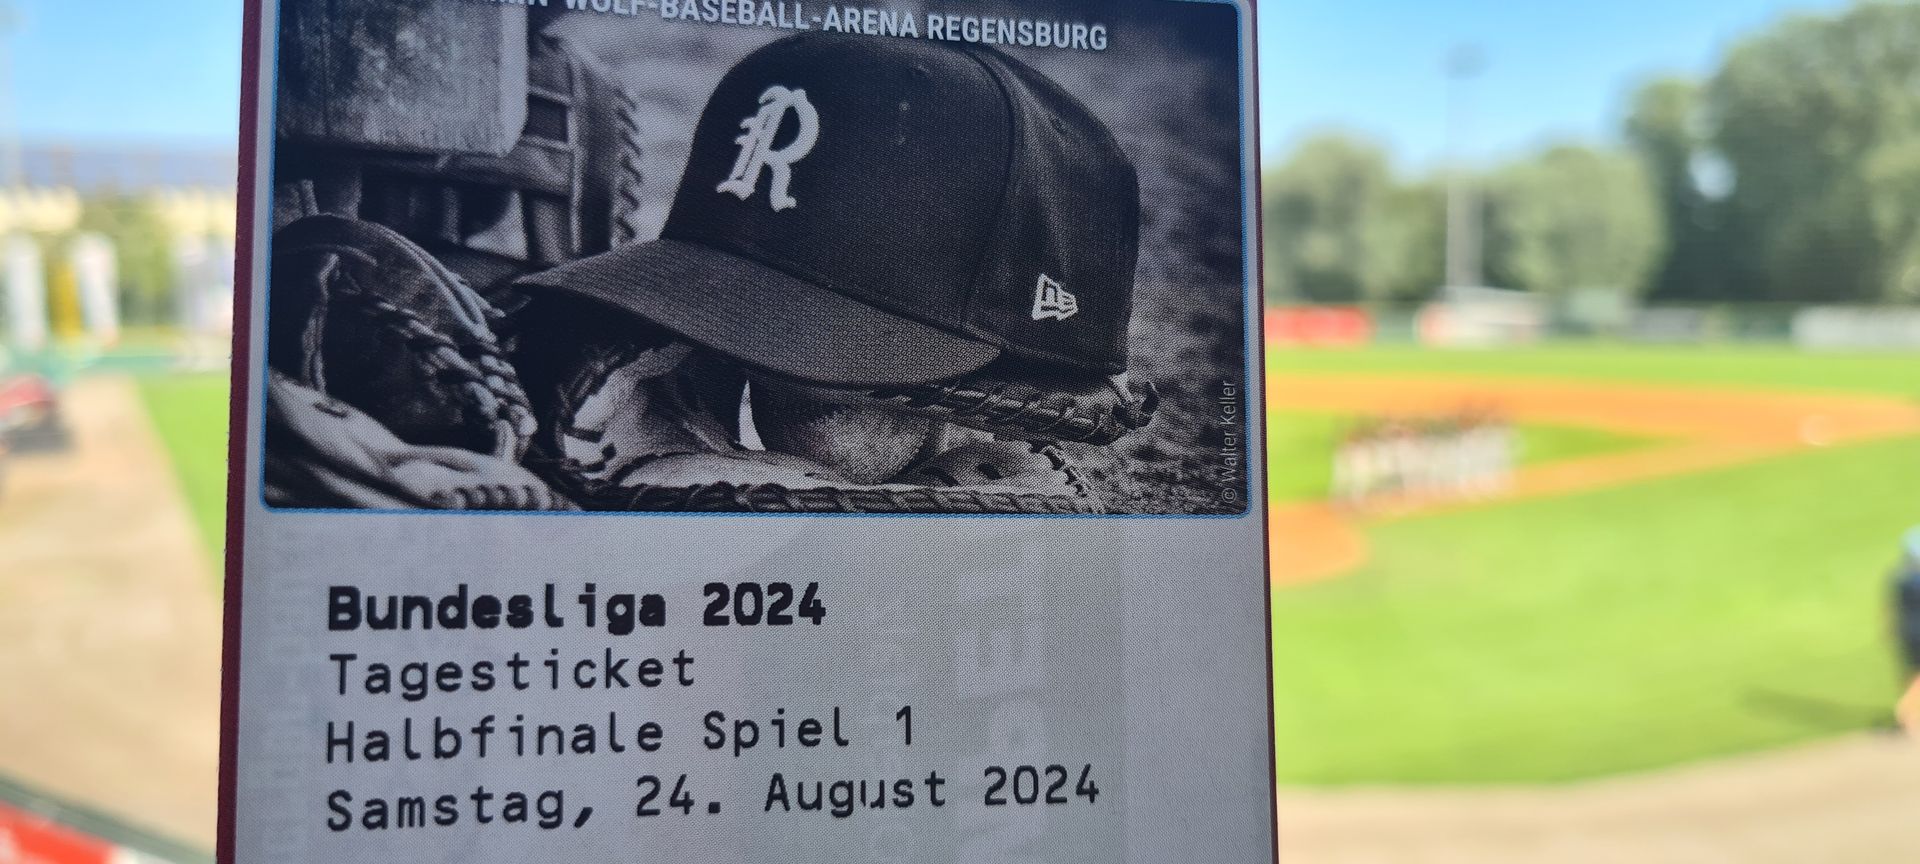 WOLF-BASEBALL-ARENA REGENSBURG
R
© Walter Keller
Bundesliga 2024
Tagesticket
Halbfinale Spiel 1
Samstag, 24. August 2024